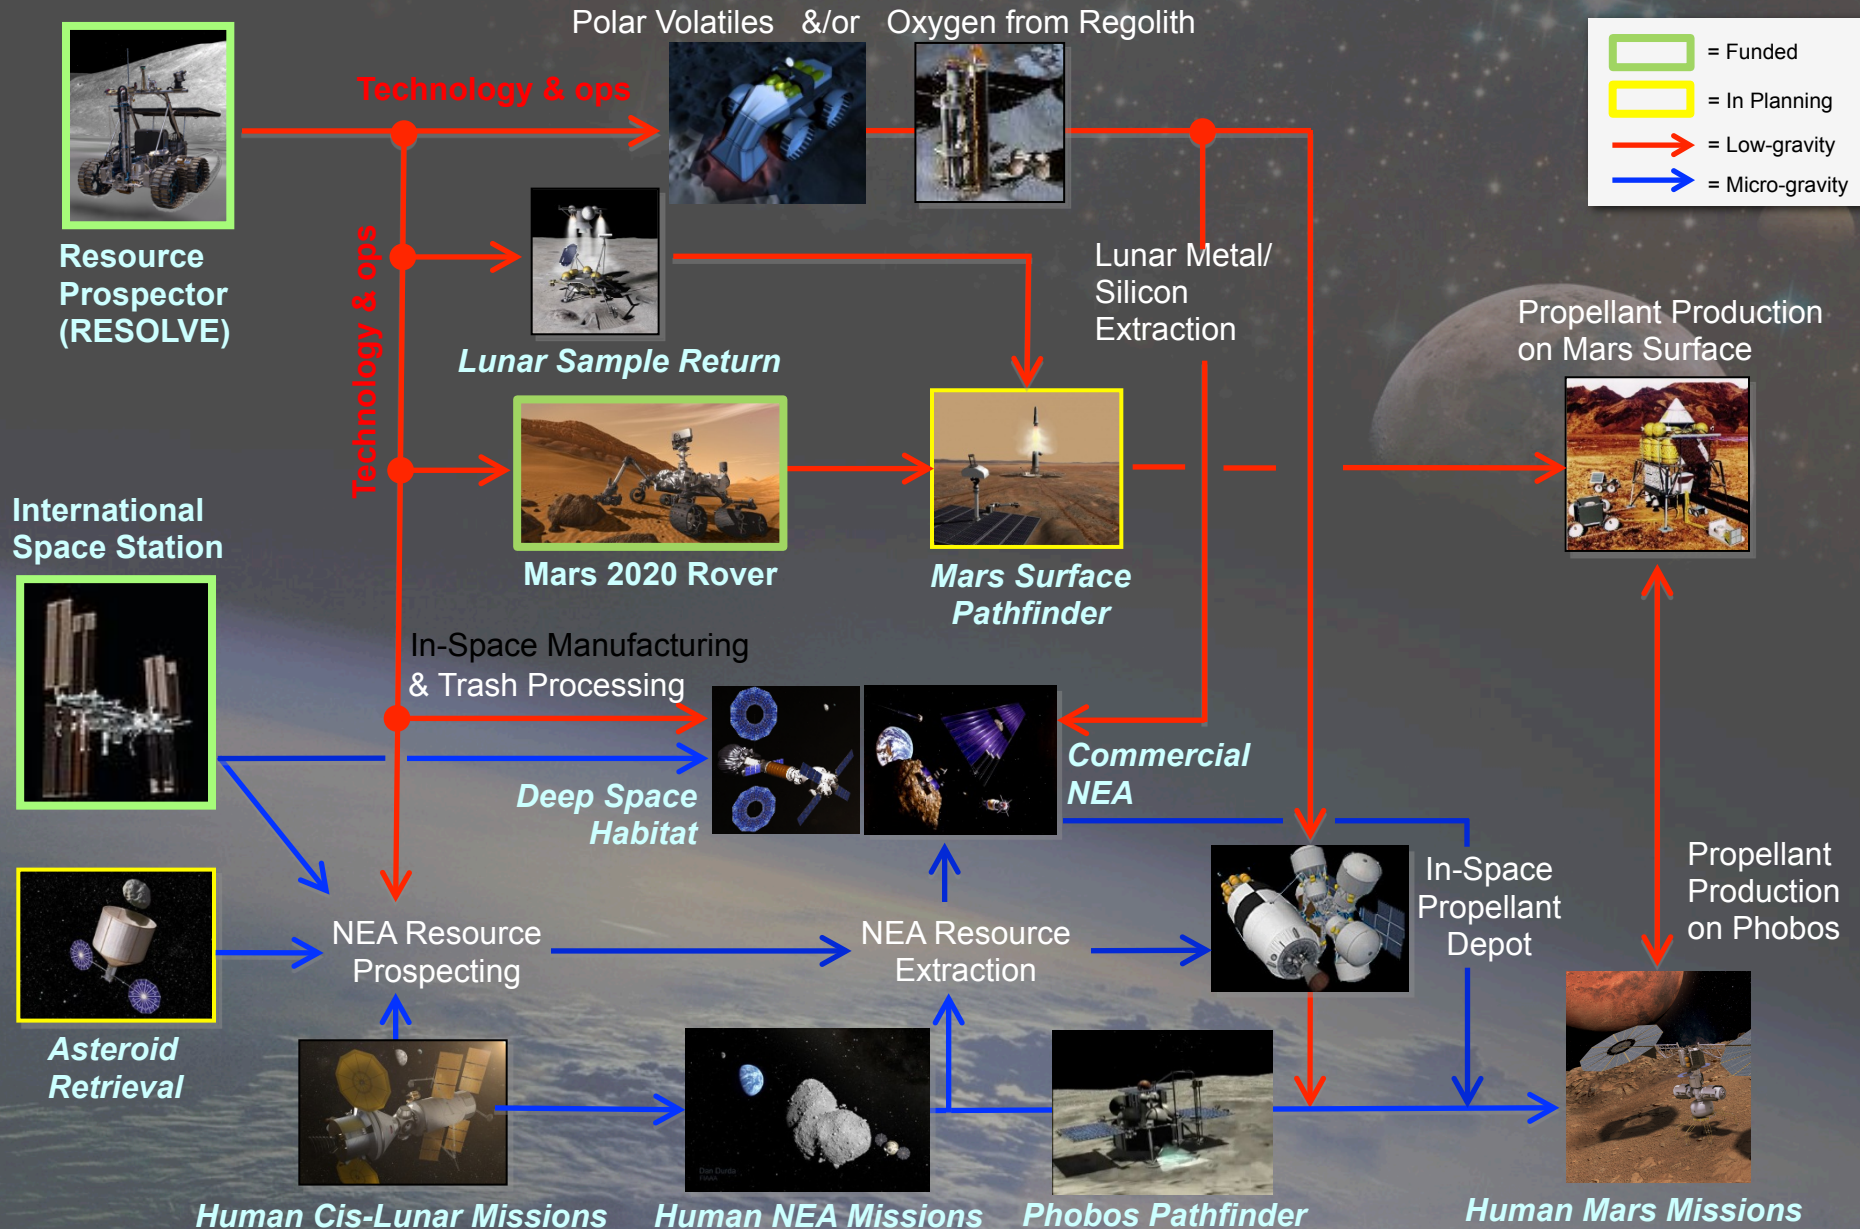 Polar Volatiles &/or Oxygen from Regolith
= Funded
= In Planning
= Low-gravity
= Micro-gravity
Technology & ops
Technology & ops
Resource
Prospector
(RESOLVE)
Lunar Sample Return
Lunar Metal/
Silicon
Extraction
Propellant Production
on Mars Surface
International
Space Station
Mars 2020 Rover
Mars Surface
Pathfinder
In-Space Manufacturing
& Trash Processing
Deep Space
Habitat
Commercial
NEA
In-Space
Propellant
Depot
Propellant
Production
on Phobos
NEA Resource
Prospecting
NEA Resource
Extraction
Asteroid
Retrieval
Dan Durda
Human Cis-Lunar Missions
Human NEA Missions
Phobos Pathfinder
Human Mars Missions